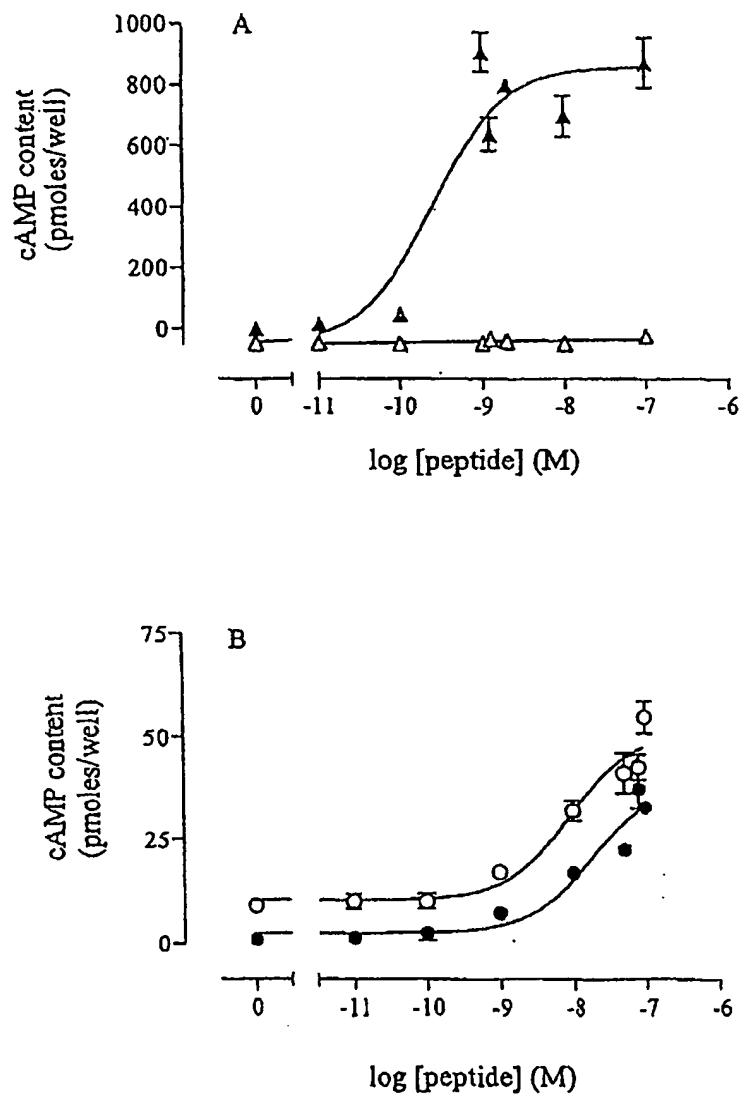 A
1000
800
600
400
200
0
cAMP content
(pmoles/well)
0 -11 -10 -9 -8 -7 -6
log [peptide] (M)
B
75
50
25
0
cAMP content
(pmoles/well)
0 -11 -10 -9 -8 -7 -6
log [peptide] (M)